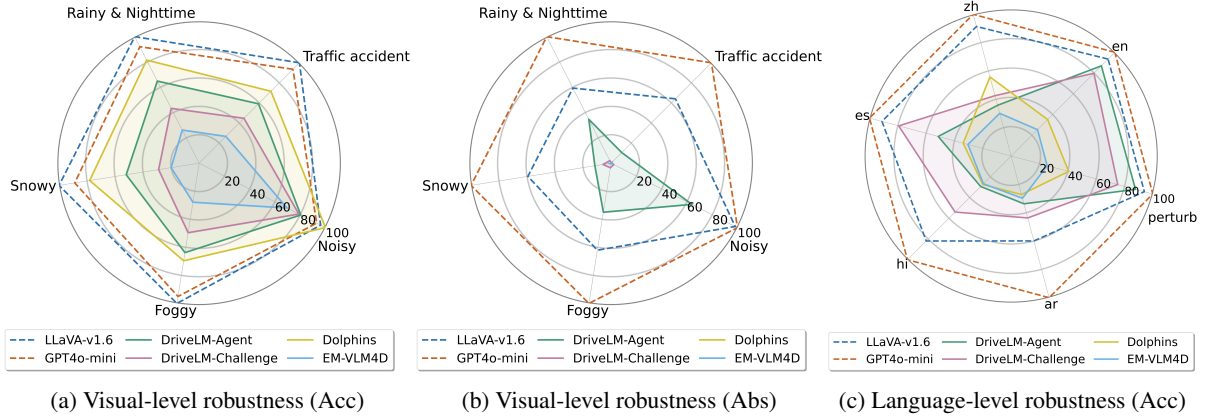 Rainy & Nighttime
Traffic accident
Snowy
Foggy
Noisy
20
40
60
80
100
LLaVA-v1.6
GPT4o-mini
DriveLM-Agent
DriveLM-Challenge
Dolphins
EM-VLM4D
(a) Visual-level robustness (Acc)
Rainy & Nighttime
Traffic accident
Snowy
Foggy
Noisy
20
40
60
80
100
LLaVA-v1.6
GPT4o-mini
DriveLM-Agent
DriveLM-Challenge
Dolphins
EM-VLM4D
(b) Visual-level robustness (Abs)
zh
en
es
hi
ar
perturb
20
40
60
80
100
LLaVA-v1.6
GPT4o-mini
DriveLM-Agent
DriveLM-Challenge
Dolphins
EM-VLM4D
(c) Language-level robustness (Acc)